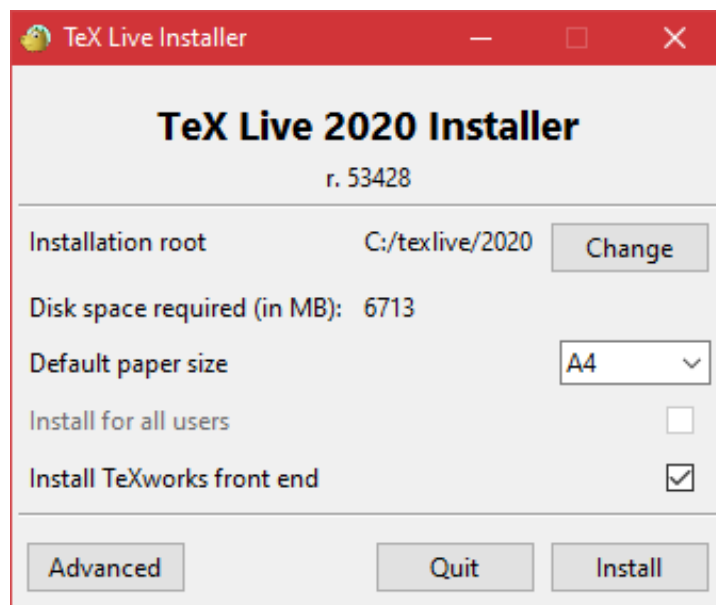 TeX Live Installer
TeX Live 2020 Installer
r. 53428
Installation root C:/texlive/2020 Change
Disk space required (in MB): 6713
Default paper size A4
Install for all users
Install TeXworks front end
Advanced Quit Install